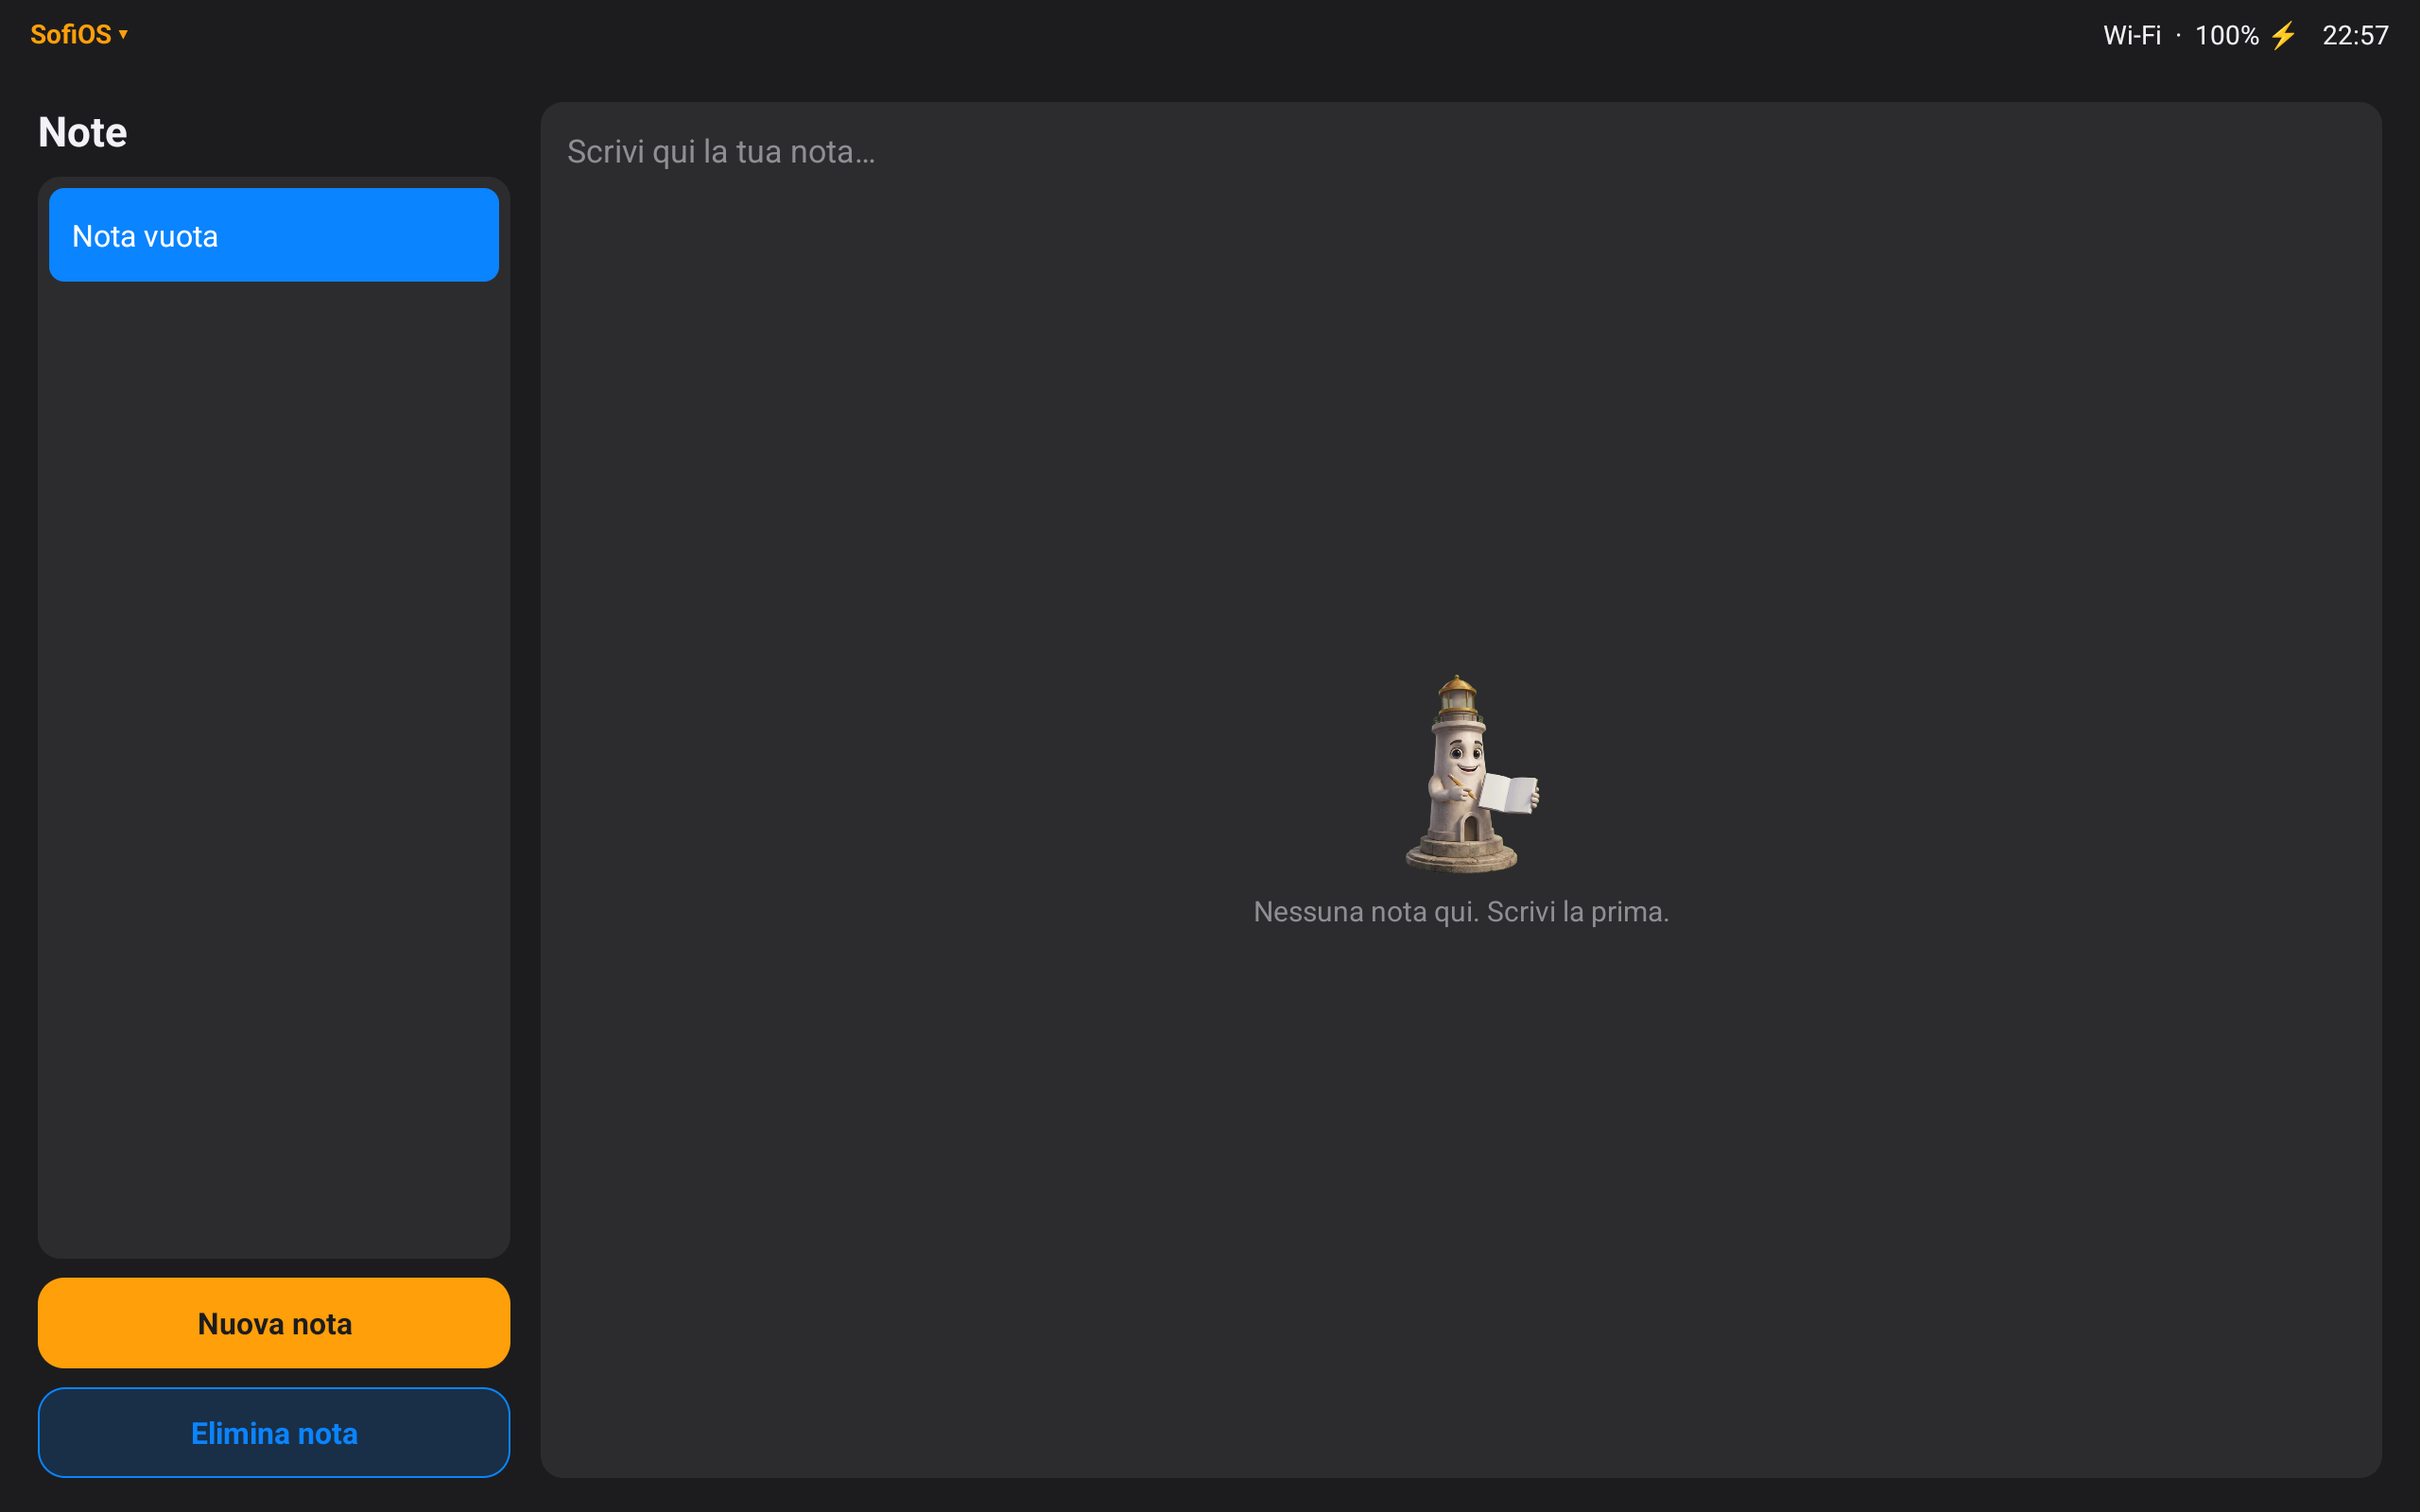 SofiOS ▾
Wi-Fi · 100% ⚡ 22:57
Note
Nota vuota
Scrivi qui la tua nota...
Nessuna nota qui. Scrivi la prima.
Nuova nota
Elimina nota